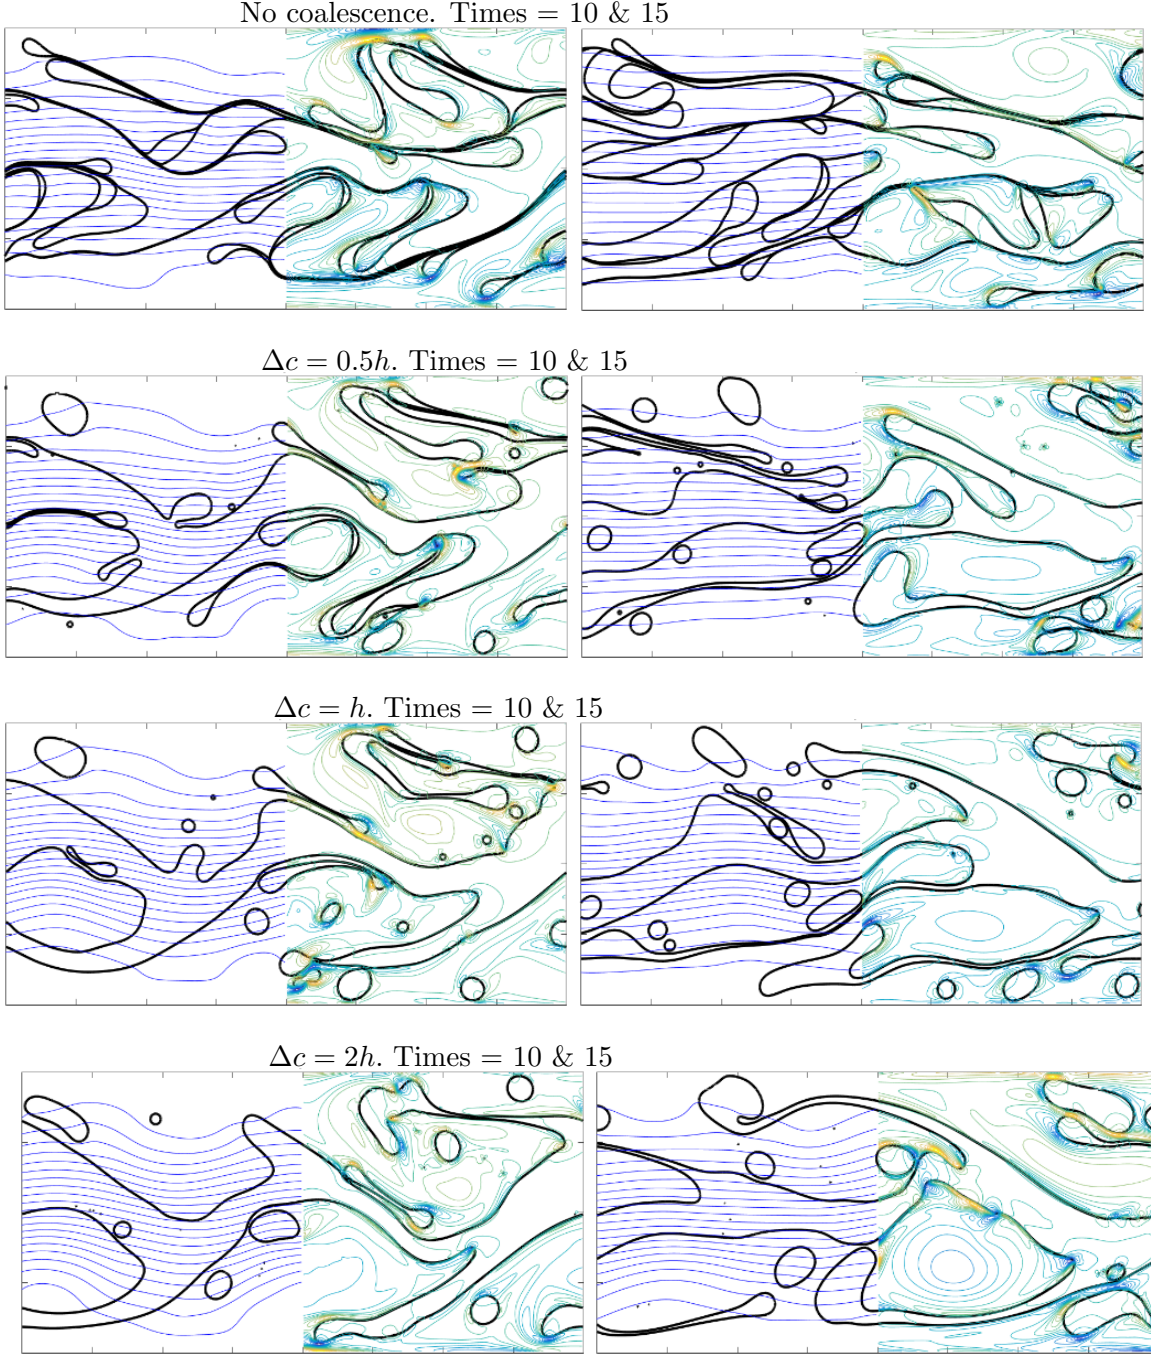 No coalescence. Times = 10 & 15
Δc = 0.5h. Times = 10 & 15
Δc = h. Times = 10 & 15
Δc = 2h. Times = 10 & 15